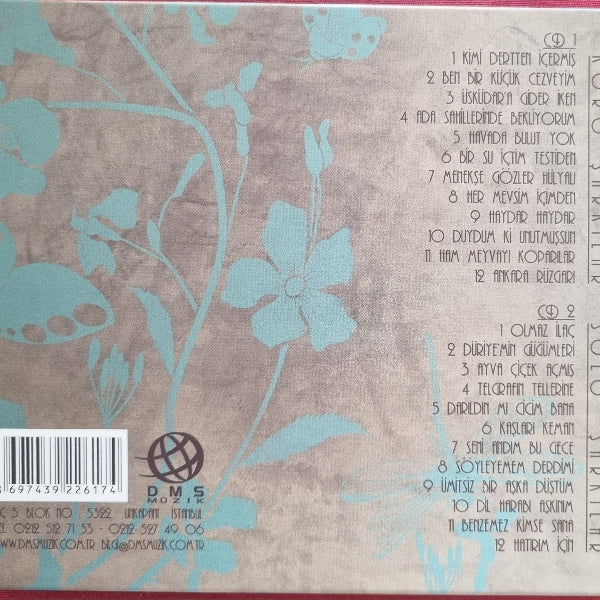 CD 1
1 KİMİ DERTTEN İÇERMİŞ
2 BEN BİR KÜÇÜK CEZVEYİM
3 ÜSKÜDAR'A GİDER İKEN
4 ADA SAHİLLERİNDE BEKLİYORUM
5 HAVADA BULUT YOK
6 BİR SU İÇTİM TESTİDEN
7 MENEKSE GÖZLER HÜLYALI
8 HER MEVSİM İÇİMDEN
9 HAYDAR HAYDAR
10 DUYDUM Kİ UNUTMUŞSUN
11 HAM MEYVAYI KOPARILAR
12 ANKARA RÜZGARI
KORO ŞARKILAR
CD 2
1 OLMAZ İLAÇ
2 DÜRİYE'MİN GÜĞÜMLERİ
3 AYVA ÇİÇEK AÇMIŞ
4 TELGRAFIN TELLERİNE
5 DARILDIN MI CİCİM BANA
6 KAŞLARI KEMAN
7 SENİ ANDIM BU GECE
8 SÖYLEYEMEM DERDİMİ
9 ÜMİTSİZ BİR AŞKA DÜŞTÜM
10 DİL HARABI AŞKINIM
11 BENZEMEZ KİMSE SANA
12 HATIRIM İÇİN
SOLO ŞARKILAR
697439 226174
DMS
MÜZİK
5 BLOK NO 5322 UNKAPANI İSTANBUL
0212 512 71 53 - 0212 527 49 06
WWW.DMSMUZIK.COM.TR BILGI@DMSMUZIK.COM.TR